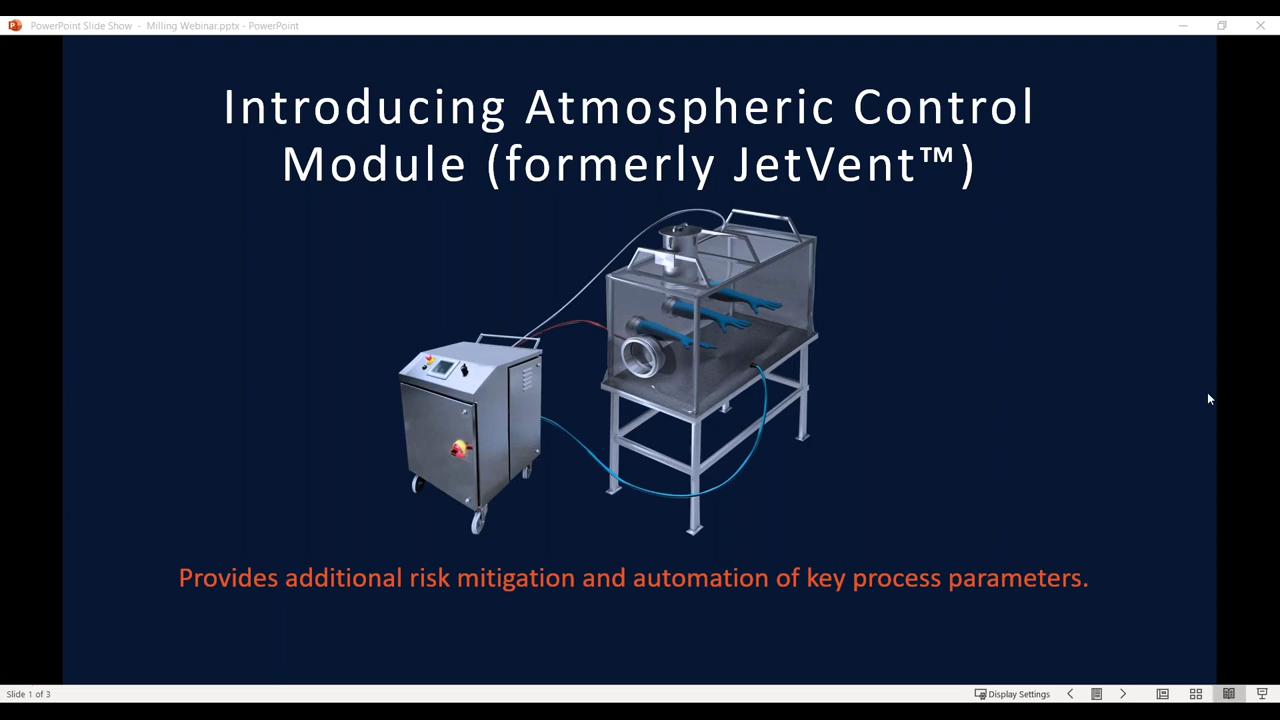 PowerPoint Slide Show - Milling Webinar.pptx - PowerPoint
Introducing Atmospheric Control
Module (formerly JetVent™)
Provides additional risk mitigation and automation of key process parameters.
Slide 1 of 3
Display Settings